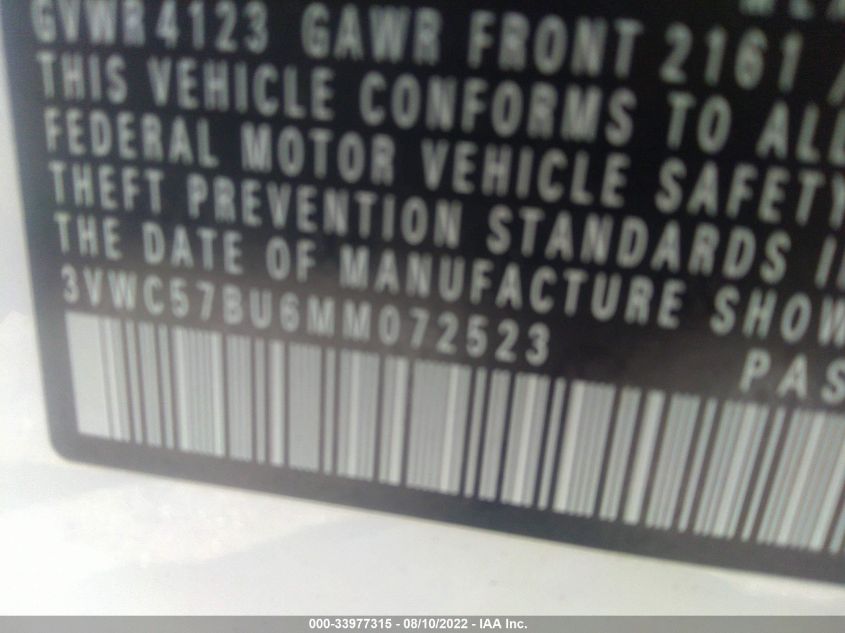 GVWR 4123 GAWR FRONT 2161
THIS VEHICLE CONFORMS TO ALL
FEDERAL MOTOR VEHICLE SAFETY
THEFT PREVENTION STANDARDS
THE DATE OF MANUFACTURE SHOW
3VWC57BU6MM072523
PAS
000-33977315 - 08/10/2022 - IAA Inc.